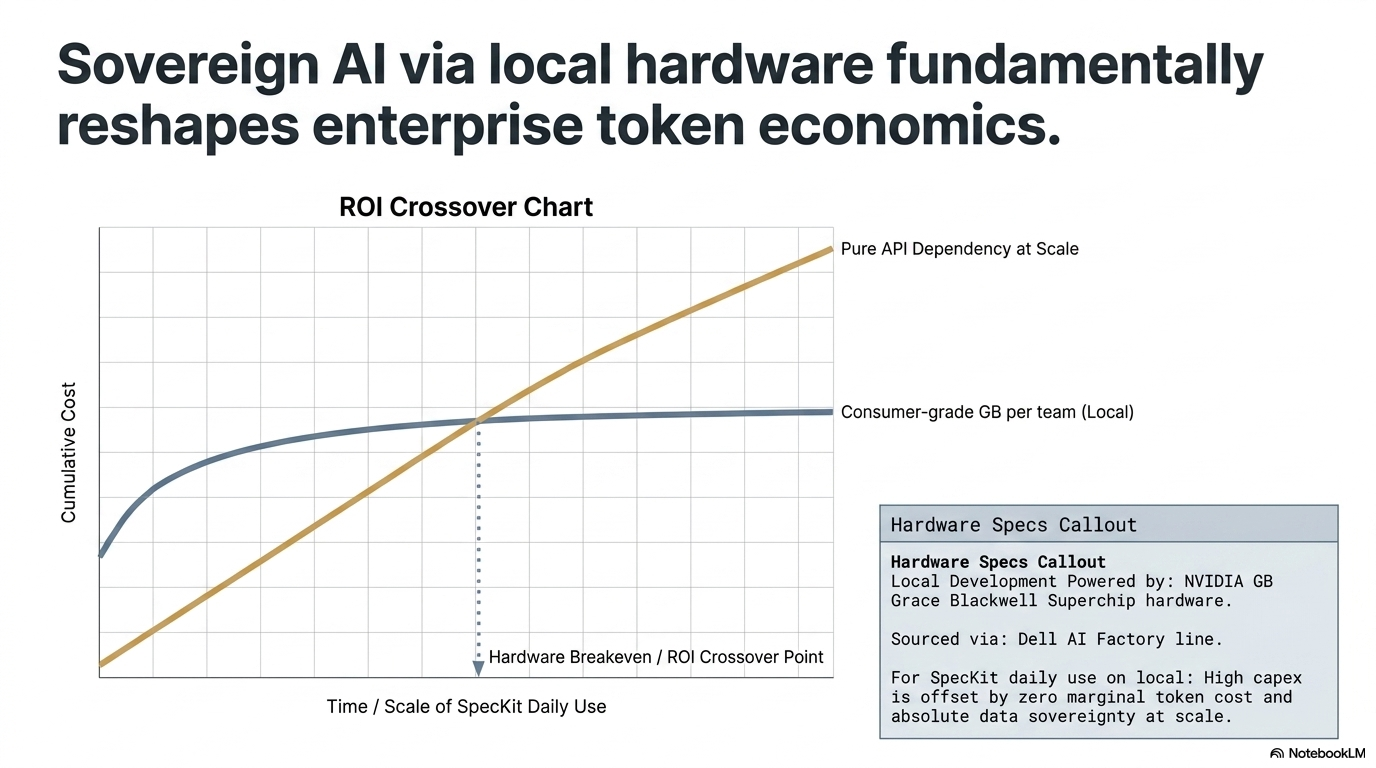 Sovereign AI via local hardware fundamentally
reshapes enterprise token economics.
ROI Crossover Chart
Cumulative Cost
Pure API Dependency at Scale
Consumer-grade GB per team (Local)
Hardware Breakeven / ROI Crossover Point
Time / Scale of SpecKit Daily Use
Hardware Specs Callout
Hardware Specs Callout
Local Development Powered by: NVIDIA GB
Grace Blackwell Superchip hardware.
Sourced via: Dell AI Factory line.
For SpecKit daily use on local: High capex
is offset by zero marginal token cost and
absolute data sovereignty at scale.
NotebookLM